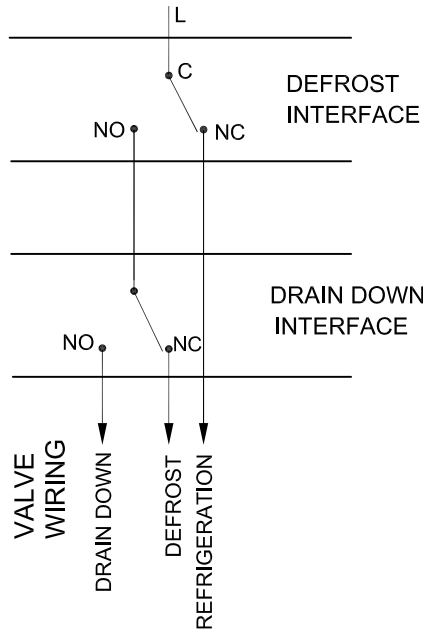 L
C
DEFROST
INTERFACE
NO
NC
DRAIN DOWN
INTERFACE
NO
NC
VALVE
WIRING
DRAIN DOWN
DEFROST
REFRIGERATION